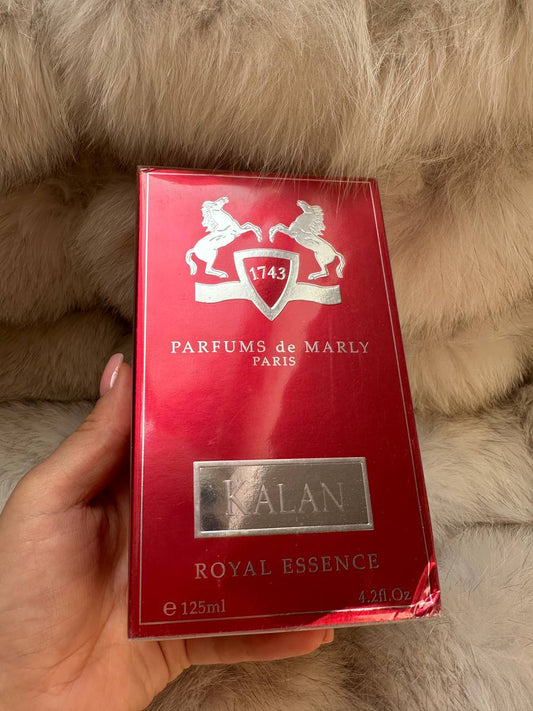 1743
PARFUMS de MARLY
PARIS
KALAN
ROYAL ESSENCE
℮ 125ml 4.2fl.Oz